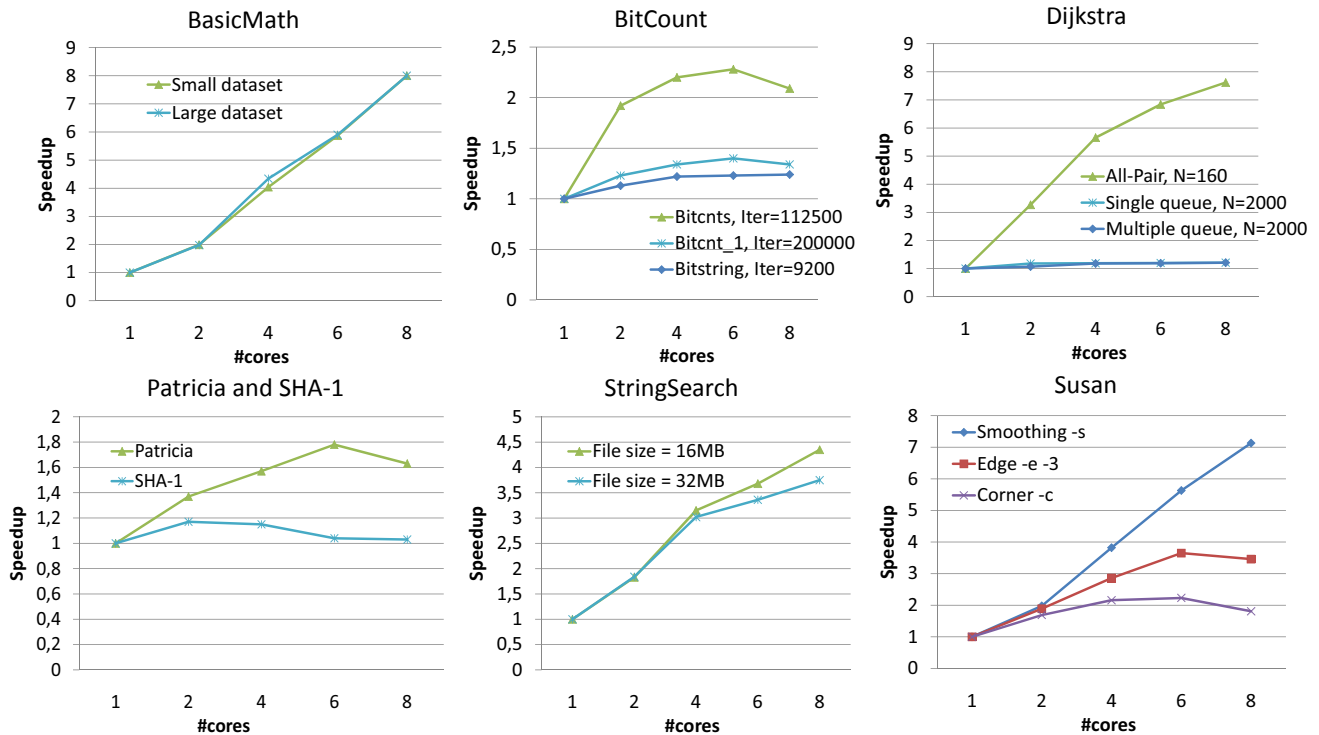 BasicMath
9
8
7
6
5
4
3
2
1
0
Speedup
Small dataset
Large dataset
1 2 4 6 8
#cores
BitCount
2,5
2
1,5
1
0,5
0
Speedup
Bitcnts, Iter=112500
Bitcnt_1, Iter=200000
Bitstring, Iter=9200
1 2 4 6 8
#cores
Dijkstra
9
8
7
6
5
4
3
2
1
0
Speedup
All-Pair, N=160
Single queue, N=2000
Multiple queue, N=2000
1 2 4 6 8
#cores
Patricia and SHA-1
2
1,8
1,6
1,4
1,2
1
0,8
0,6
0,4
0,2
0
Speedup
Patricia
SHA-1
1 2 4 6 8
#cores
StringSearch
5
4,5
4
3,5
3
2,5
2
1,5
1
0,5
0
Speedup
File size = 16MB
File size = 32MB
1 2 4 6 8
#cores
Susan
8
7
6
5
4
3
2
1
0
Speedup
Smoothing -s
Edge -e -3
Corner -c
1 2 4 6 8
#cores